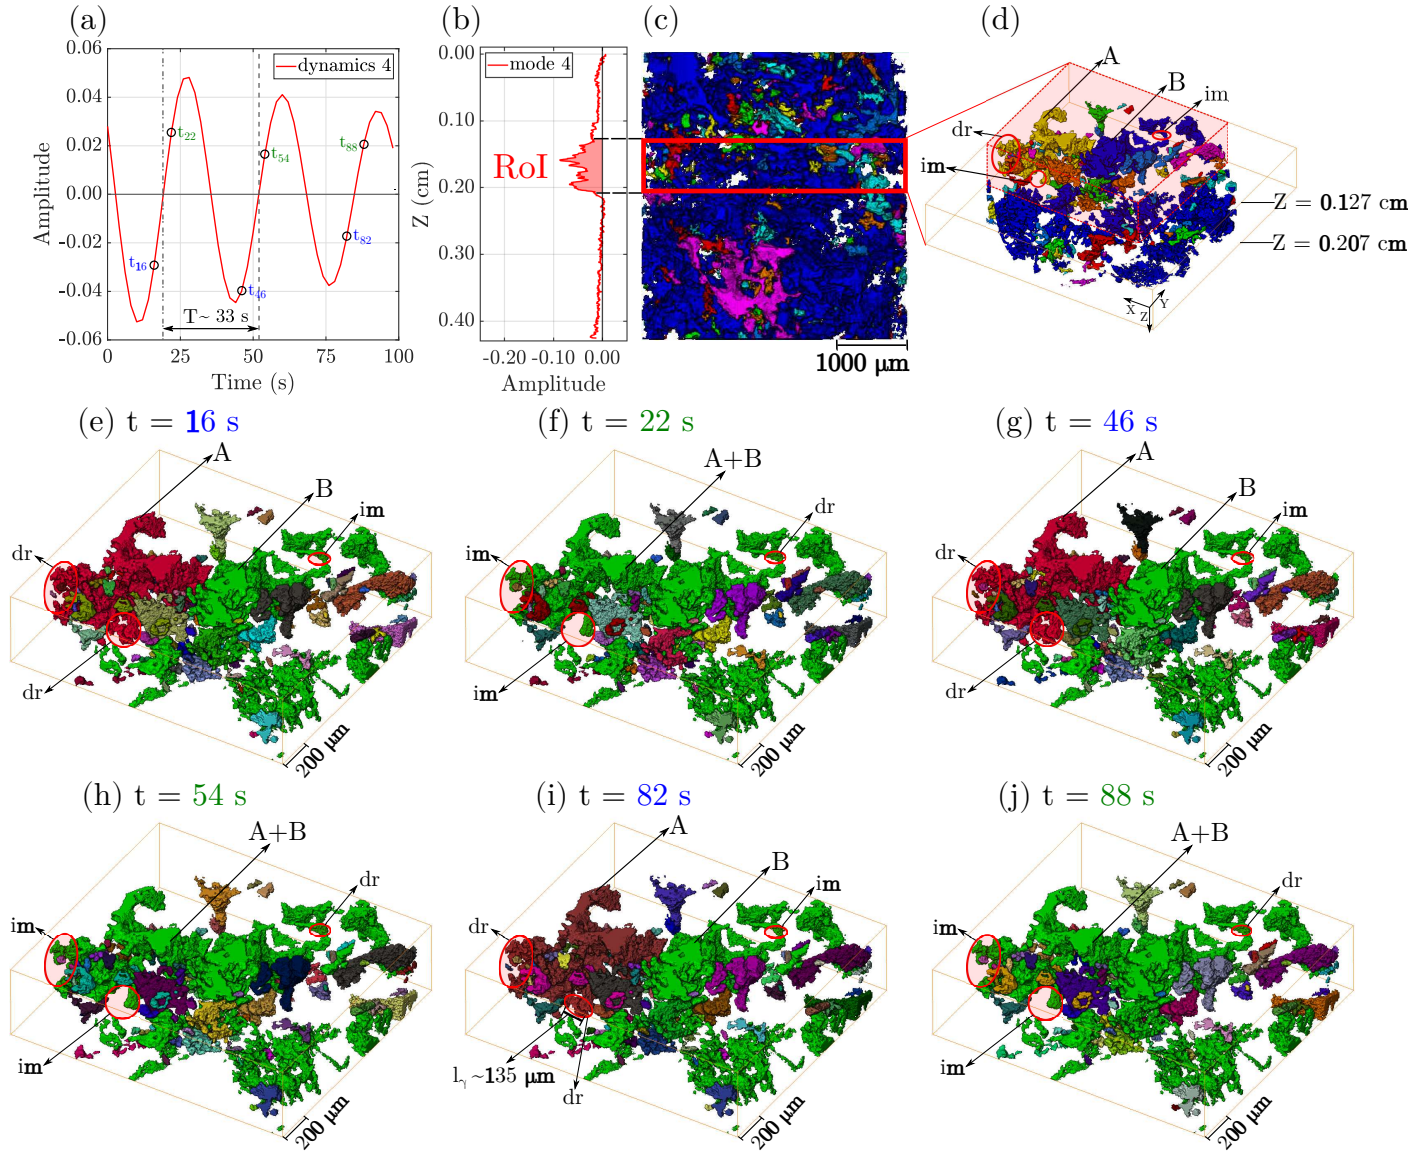 (a)
0.06
0.04
0.02
0.00
-0.02
-0.04
-0.06
Amplitude
dynamics 4
t22
t54
t88
t16
t46
t82
T~ 33 s
0
25
50
75
100
Time (s)
(b)
0.00
0.10
0.20
0.30
0.40
Z (cm)
mode 4
RoI
-0.20
-0.10
0.00
Amplitude
(c)
1000 μm
(d)
A
B
im
dr
im
Z = 0.127 cm
Z = 0.207 cm
X
Y
Z
(e) t = 16 s
A
B
im
dr
dr
200 μm
(f) t = 22 s
A+B
dr
im
im
200 μm
(g) t = 46 s
A
B
im
dr
dr
200 μm
(h) t = 54 s
A+B
dr
im
im
200 μm
(i) t = 82 s
A
B
im
dr
lγ ~135 μm
dr
200 μm
(j) t = 88 s
A+B
dr
im
im
200 μm